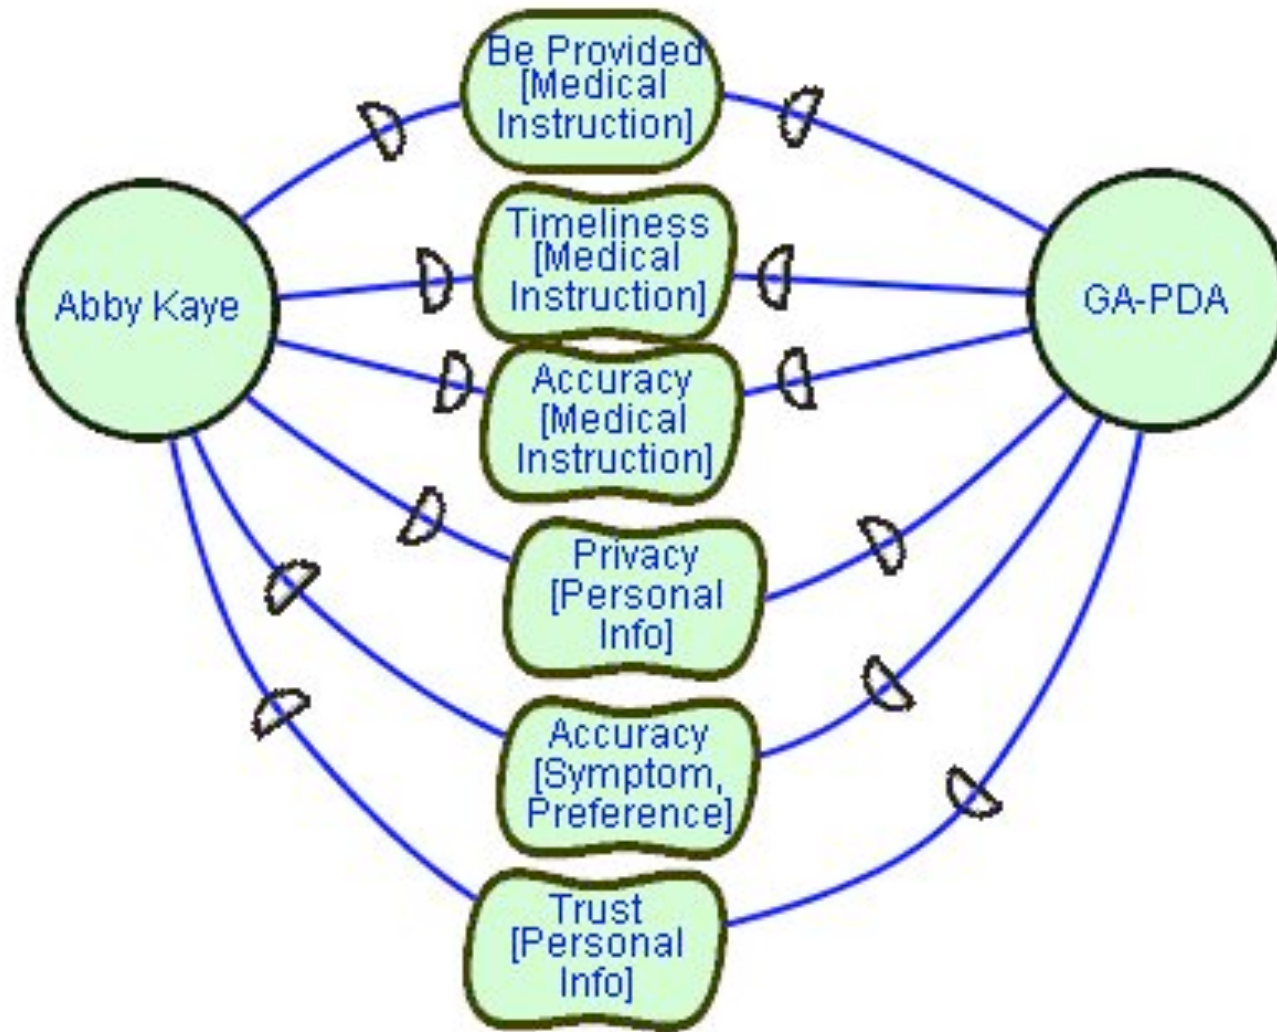 Be Provided
[Medical
Instruction]
Timeliness
[Medical
Instruction]
Abby Kaye
GA-PDA
Accuracy
[Medical
Instruction]
Privacy
[Personal
Info]
Accuracy
[Symptom,
Preference]
Trust
[Personal
Info]